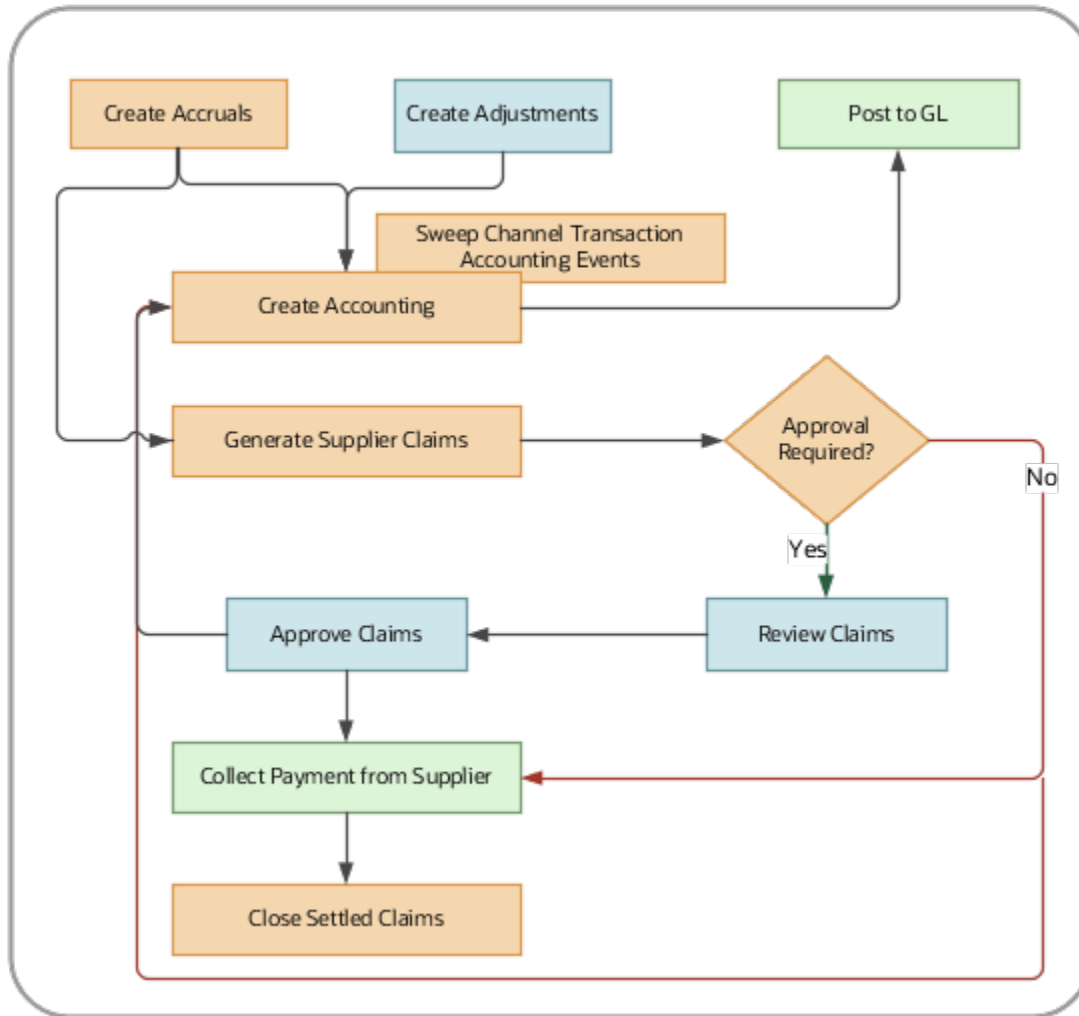 Create Accruals
Create Adjustments
Post to GL
Sweep Channel Transaction
Accounting Events
Create Accounting
Generate Supplier Claims
Approval
Required?
No
Yes
Approve Claims
Review Claims
Collect Payment from Supplier
Close Settled Claims